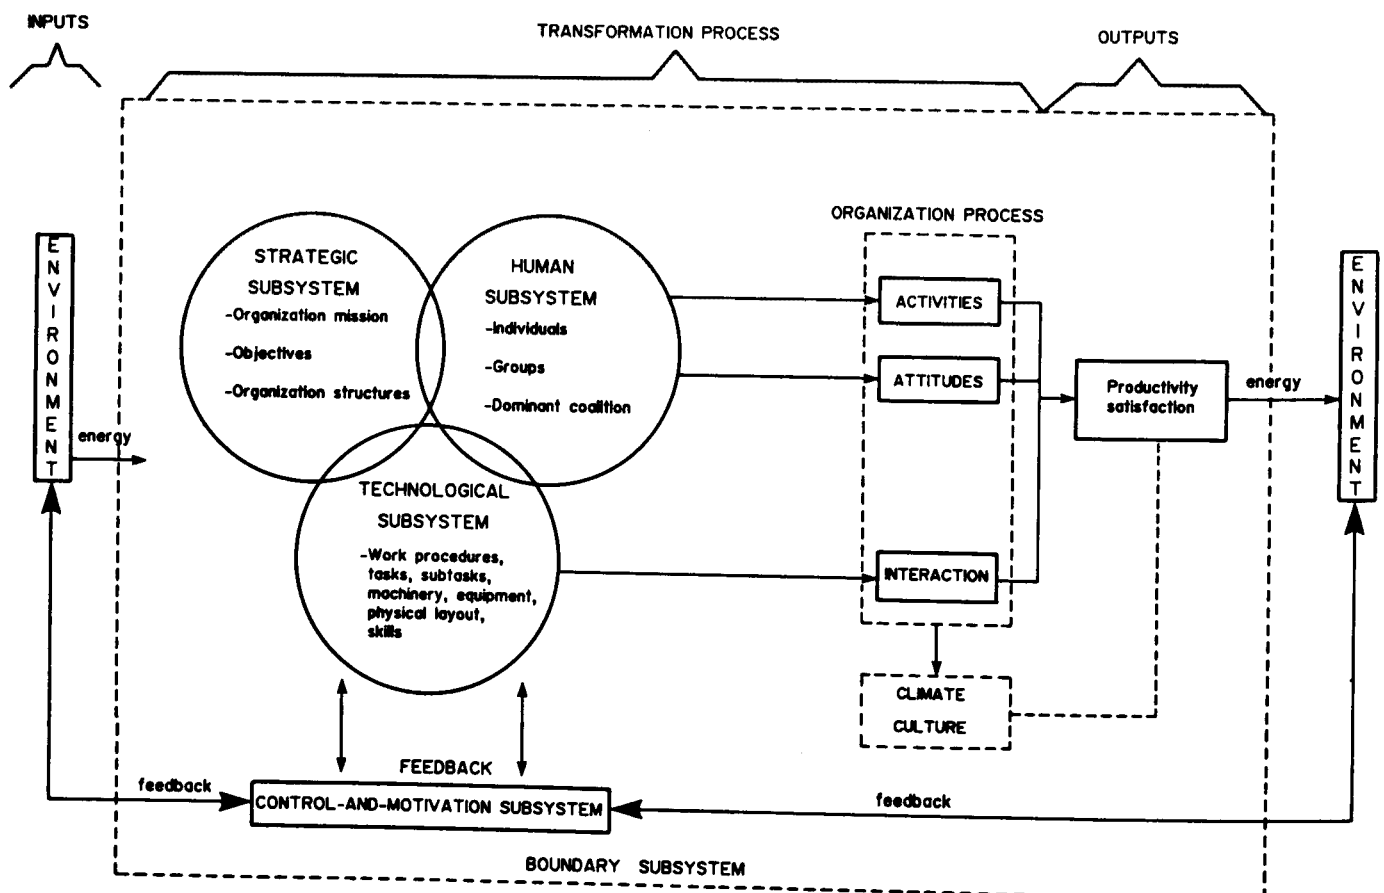 INPUTS
TRANSFORMATION PROCESS
OUTPUTS
ENVIRONMENT
energy
STRATEGIC
SUBSYSTEM
-Organization mission
-Objectives
-Organization structures
HUMAN
SUBSYSTEM
-Individuals
-Groups
-Dominant coalition
TECHNOLOGICAL
SUBSYSTEM
-Work procedures,
tasks, subtasks,
machinery, equipment,
physical layout,
skills
ORGANIZATION PROCESS
ACTIVITIES
ATTITUDES
INTERACTION
CLIMATE
CULTURE
Productivity
satisfaction
energy
ENVIRONMENT
FEEDBACK
feedback
CONTROL-AND-MOTIVATION SUBSYSTEM
feedback
BOUNDARY SUBSYSTEM